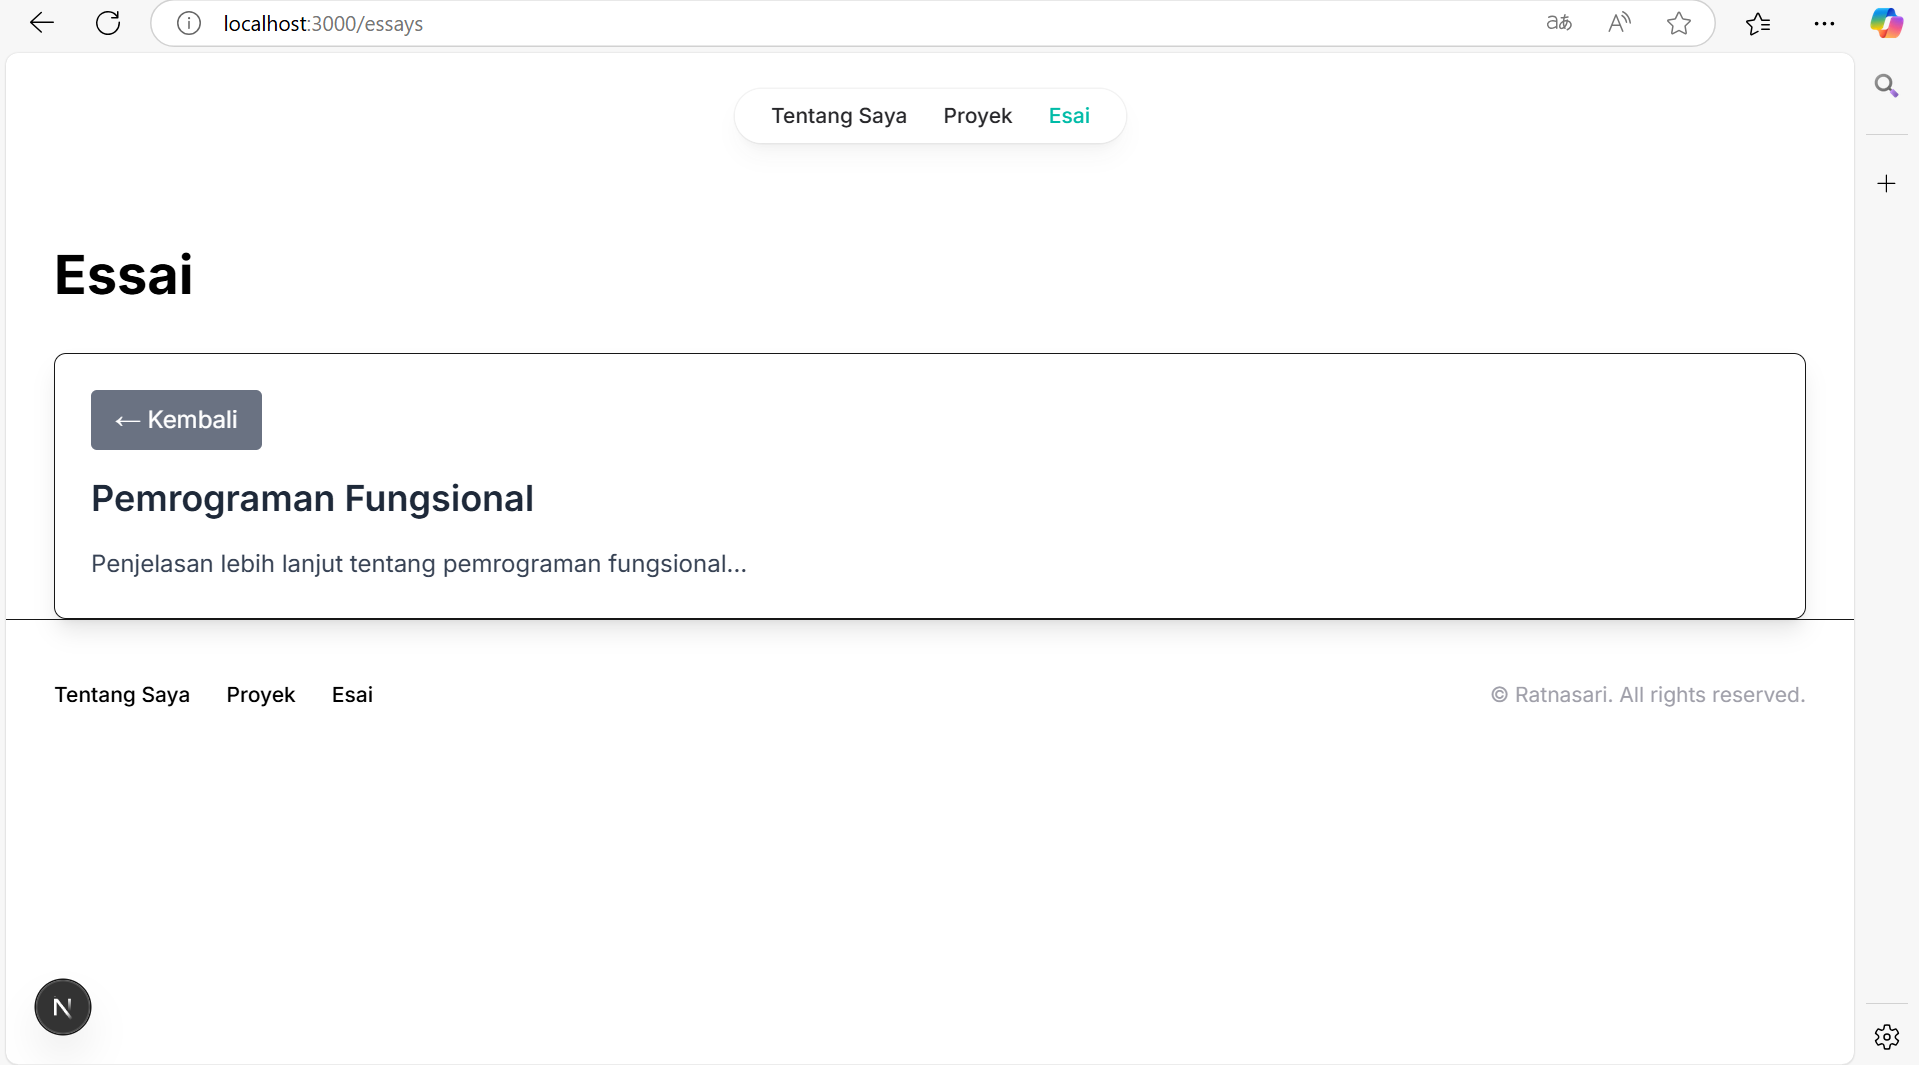 localhost:3000/essays
Tentang Saya Proyek Esai
Essai
← Kembali
Pemrograman Fungsional
Penjelasan lebih lanjut tentang pemrograman fungsional...
Tentang Saya Proyek Esai © Ratnasari. All rights reserved.
N